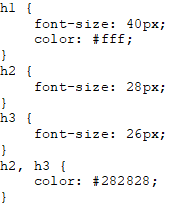 h1 {
    font-size: 40px;
    color: #fff;
}
h2 {
    font-size: 28px;
}
h3 {
    font-size: 26px;
}
h2, h3 {
    color: #282828;
}